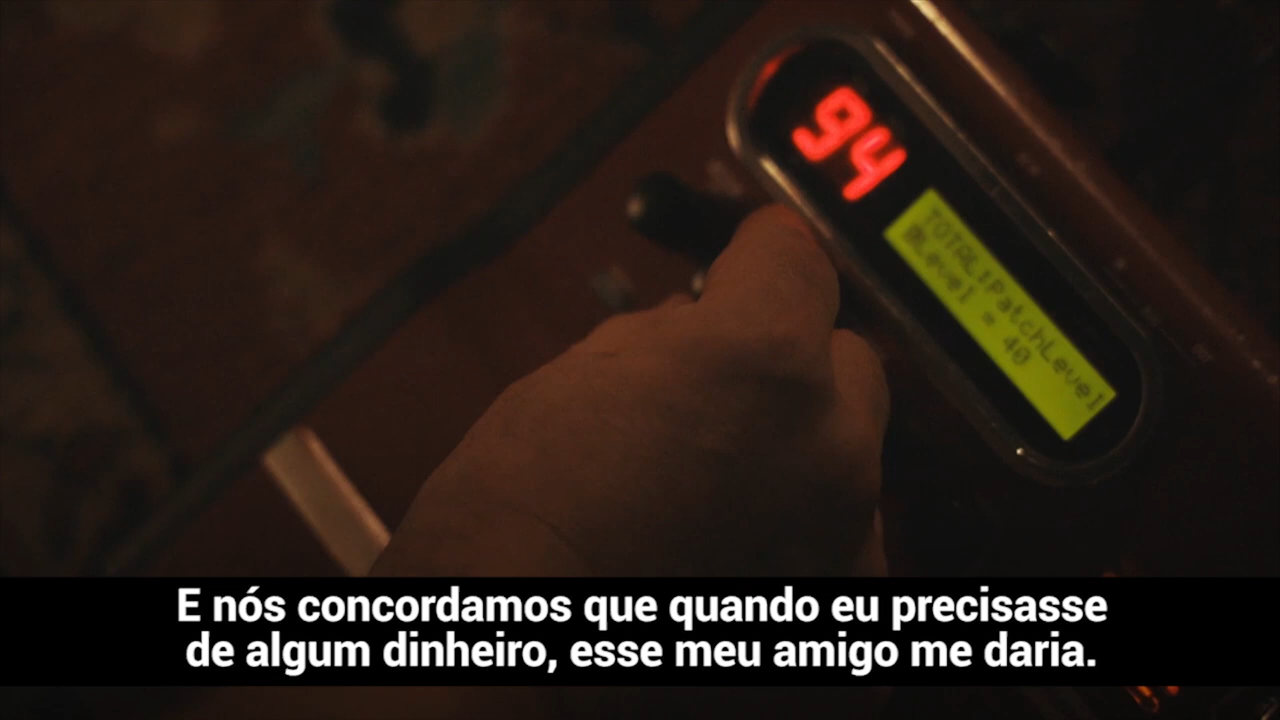 94
TOTAL:PatchLevel
Level = 40
E nós concordamos que quando eu precisasse
de algum dinheiro, esse meu amigo me daria.